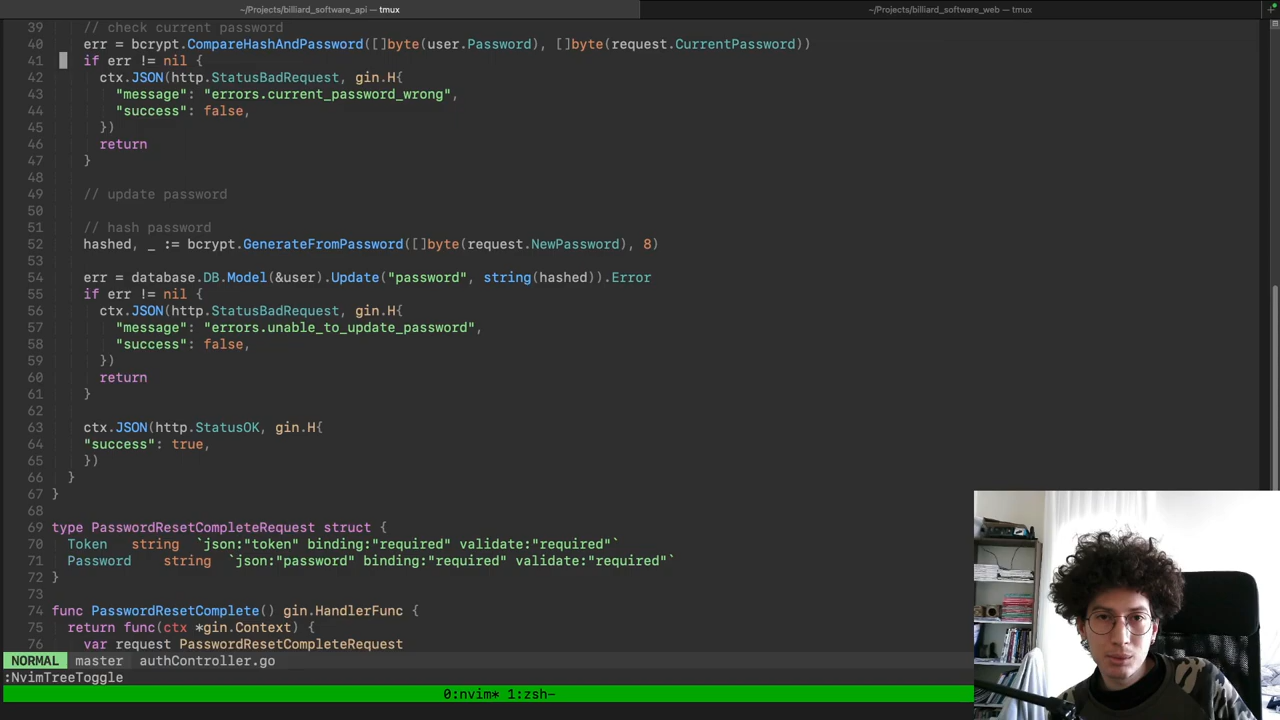 ~/Projects/billiard_software_api — tmux
~/Projects/billiard_software_web — tmux
39 // check current password
40 err = bcrypt.CompareHashAndPassword([]byte(user.Password), []byte(request.CurrentPassword))
41 if err != nil {
42 ctx.JSON(http.StatusBadRequest, gin.H{
43 "message": "errors.current_password_wrong",
44 "success": false,
45 })
46 return
47 }
48
49 // update password
50
51 // hash password
52 hashed, _ := bcrypt.GenerateFromPassword([]byte(request.NewPassword), 8)
53
54 err = database.DB.Model(&user).Update("password", string(hashed)).Error
55 if err != nil {
56 ctx.JSON(http.StatusBadRequest, gin.H{
57 "message": "errors.unable_to_update_password",
58 "success": false,
59 })
60 return
61 }
62
63 ctx.JSON(http.StatusOK, gin.H{
64 "success": true,
65 })
66 }
67 }
68
69 type PasswordResetCompleteRequest struct {
70 Token string `json:"token" binding:"required" validate:"required"`
71 Password string `json:"password" binding:"required" validate:"required"`
72 }
73
74 func PasswordResetComplete() gin.HandlerFunc {
75 return func(ctx *gin.Context) {
76 var request PasswordResetCompleteRequest
NORMAL master authController.go
:NvimTreeToggle
0:nvim* 1:zsh-